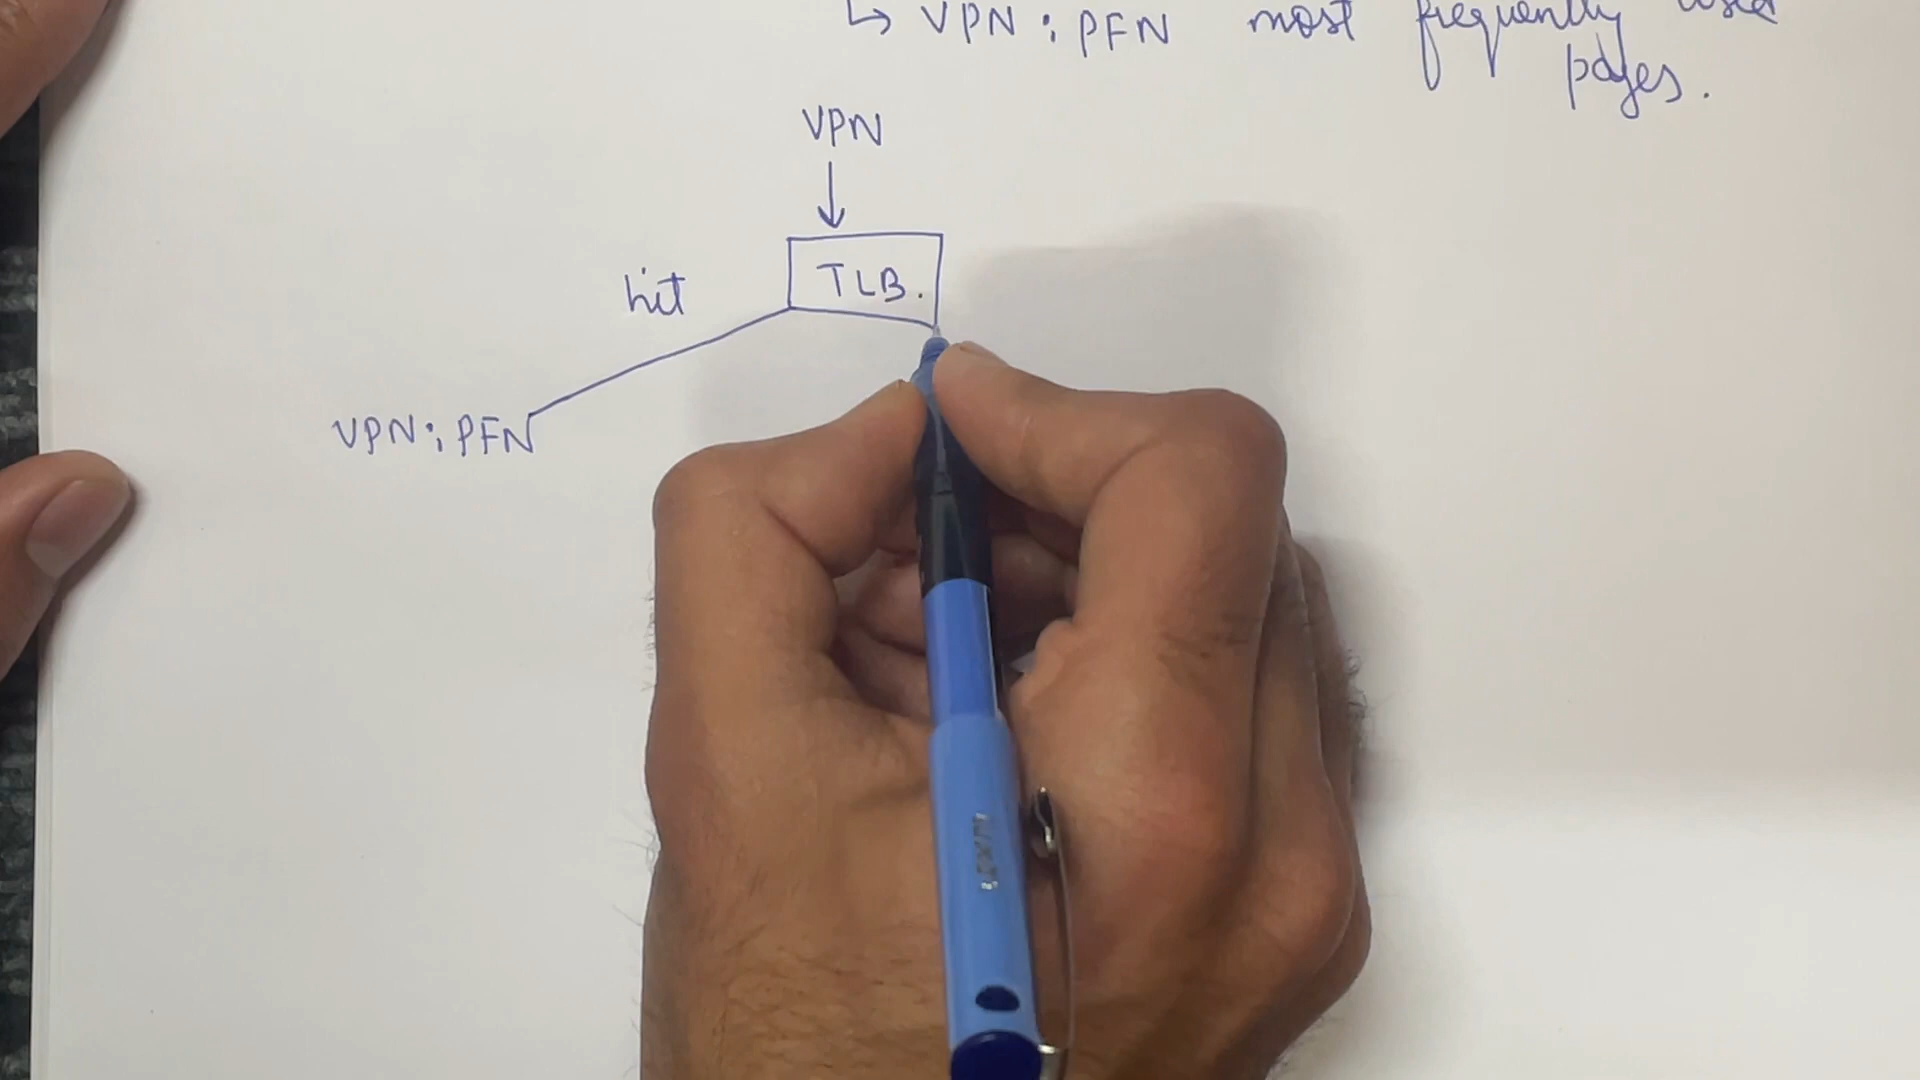 ↳ VPN : PFN most frequently used
pages.
VPN
TLB.
hit
VPN : PFN